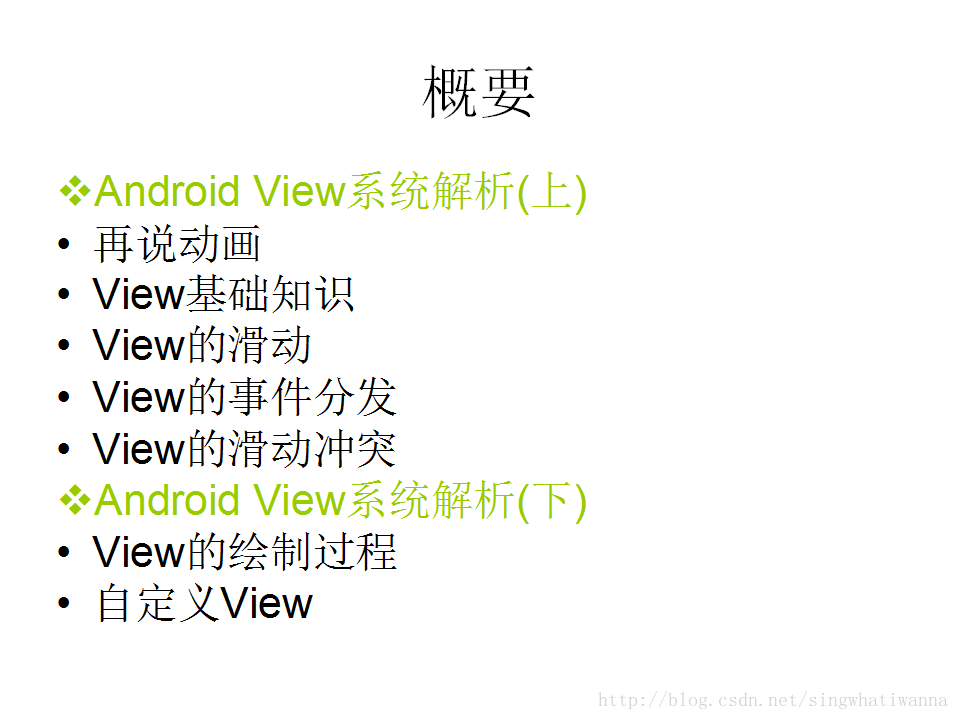 概要
❖Android View系统解析(上)
• 再说动画
• View基础知识
• View的滑动
• View的事件分发
• View的滑动冲突
❖Android View系统解析(下)
• View的绘制过程
• 自定义View
http://blog.csdn.net/singwhatiwanna